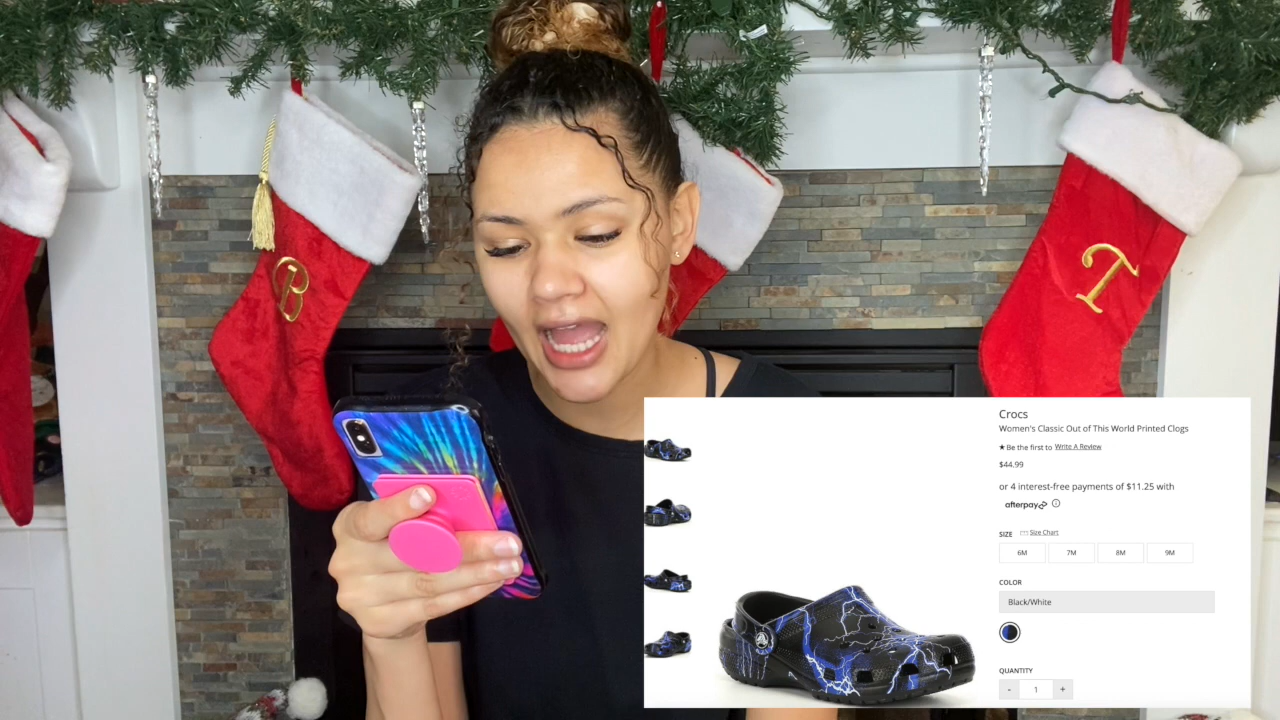 B
T
Crocs
Women's Classic Out of This World Printed Clogs
★ Be the first to Write A Review
$44.99
or 4 interest-free payments of $11.25 with
afterpay
SIZE Size Chart
6M 7M 8M 9M
COLOR
Black/White
QUANTITY
- 1 +